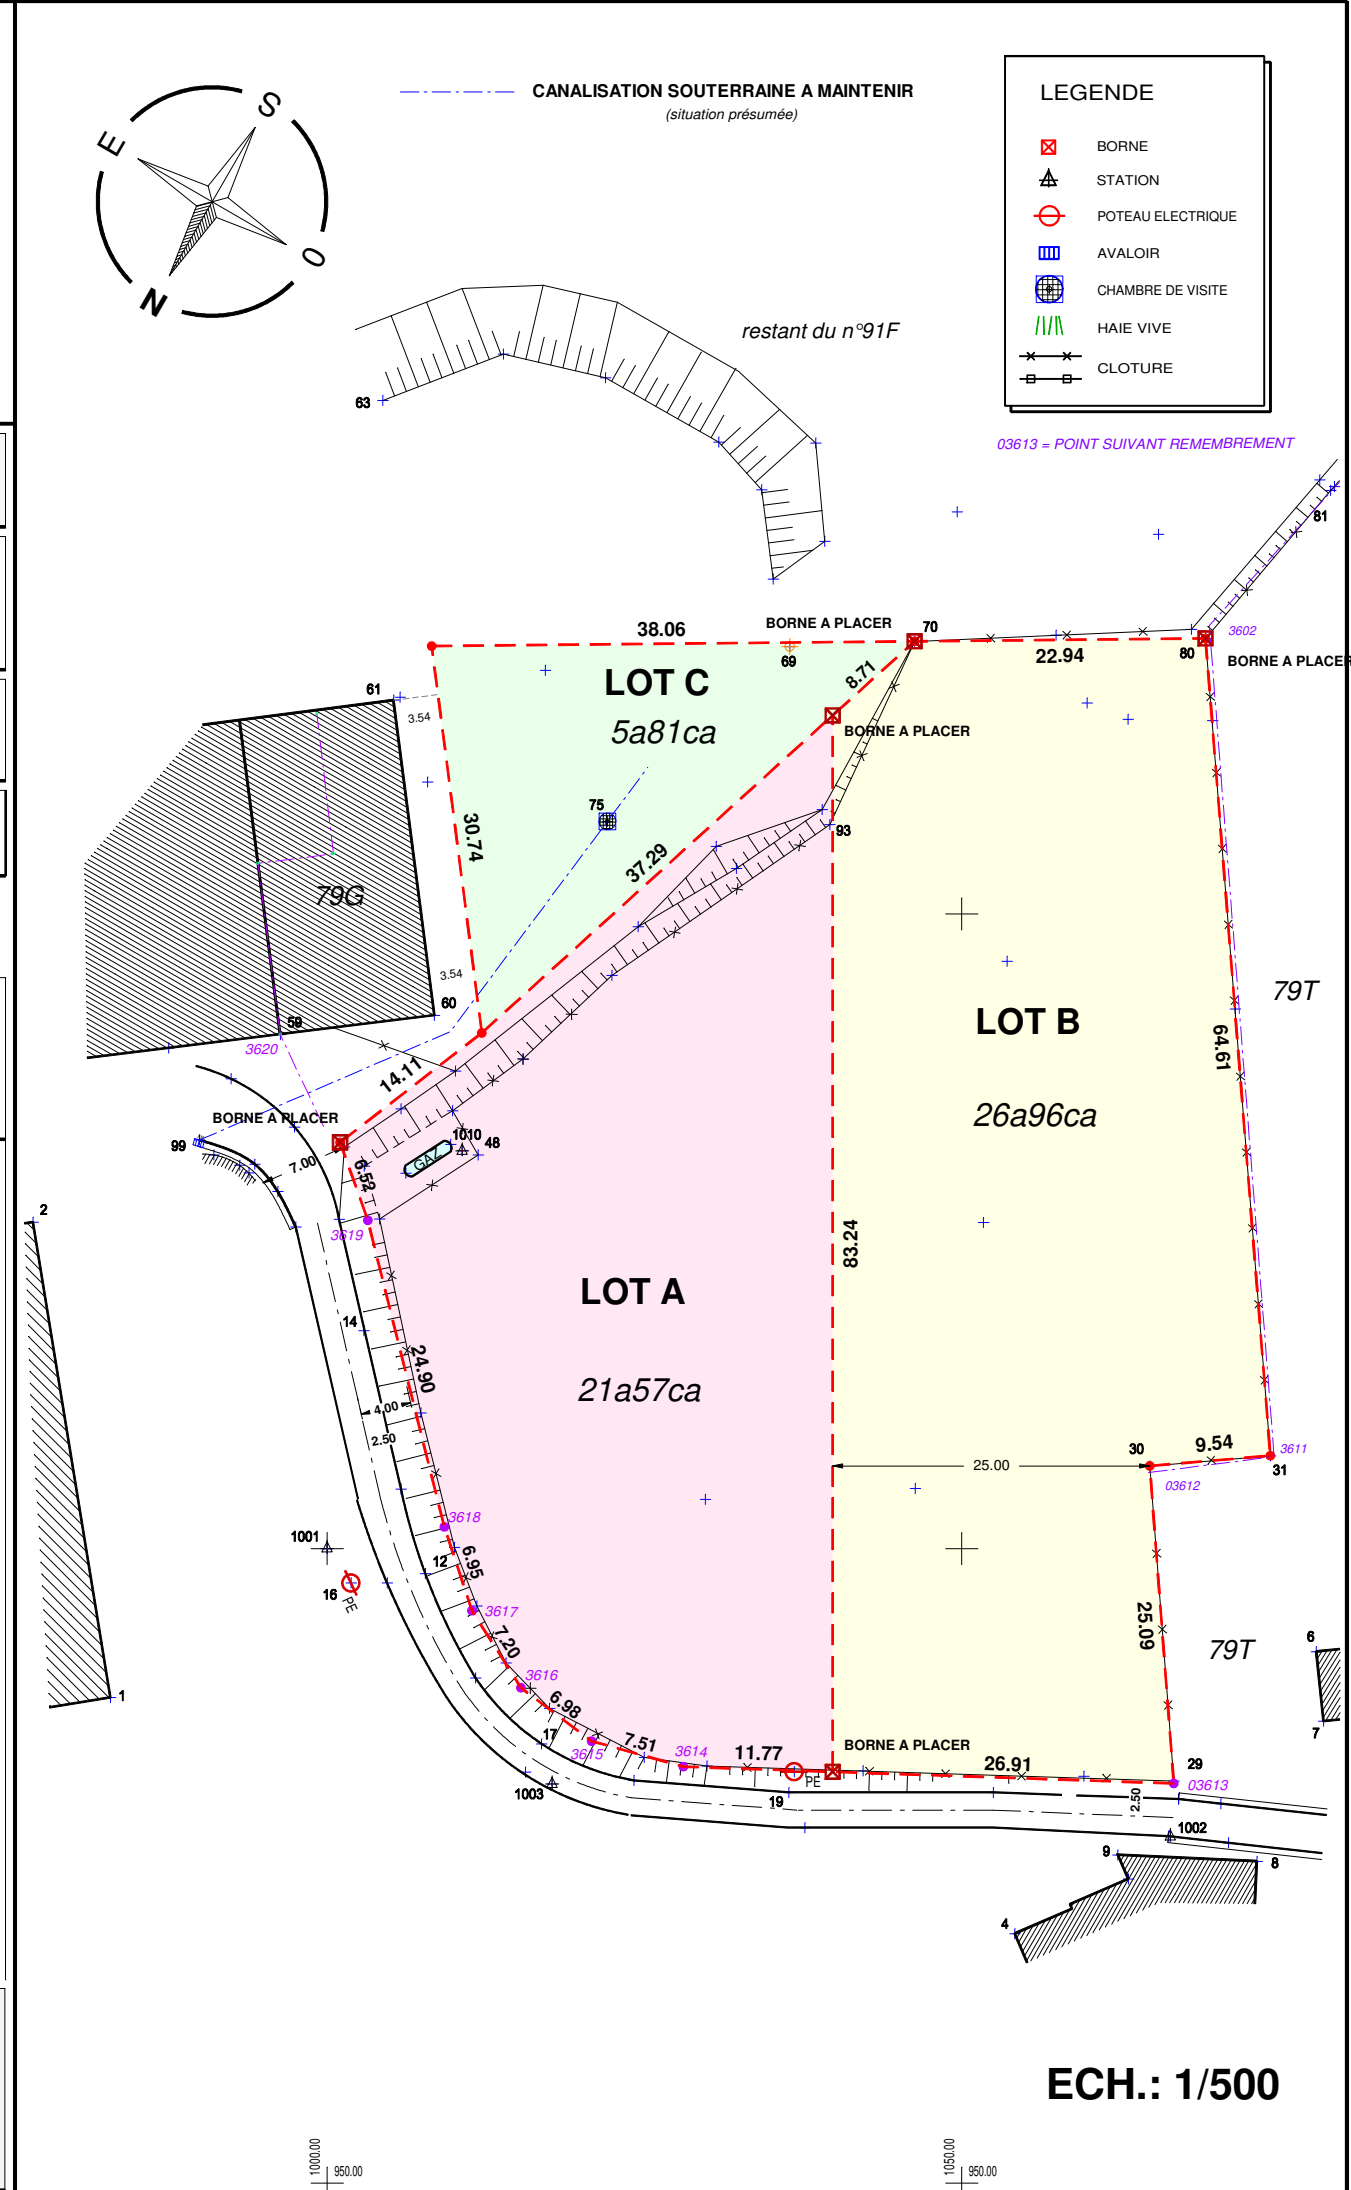 S
E
O
N
CANALISATION SOUTERRAINE A MAINTENIR
(situation présumée)
LEGENDE
BORNE
STATION
POTEAU ELECTRIQUE
AVALOIR
CHAMBRE DE VISITE
HAIE VIVE
CLOTURE
restant du n°91F
63
03613 = POINT SUIVANT REMEMBREMENT
81
38.06
BORNE A PLACER
70
3602
69
22.94
80
BORNE A PLACER
61
LOT C
8.71
3.54
5a81ca
BORNE A PLACER
75
93
30.74
37.29
79G
3.54
60
79T
59
LOT B
3620
64.61
14.11
26a96ca
BORNE A PLACER
99
1010
48
GAZ
7.00
6.52
2
3619
83.24
LOT A
14
24.90
21a57ca
4.00
2.50
30
9.54
3611
31
25.00
03612
3618
1001
12
6.95
16
PE
3617
25.09
7.20
79T
6
3616
1
6.98
7
17
7.51
3615
3614
11.77
BORNE A PLACER
26.91
29
PE
03613
1003
19
2.50
1002
9
8
4
ECH.: 1/500
1000.00
950.00
1050.00
950.00